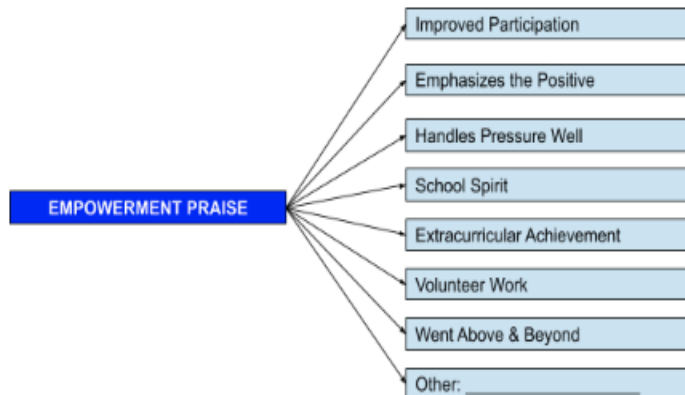 Improved Participation
Emphasizes the Positive
Handles Pressure Well
School Spirit
EMPOWERMENT PRAISE
Extracurricular Achievement
Volunteer Work
Went Above & Beyond
Other: ____________________